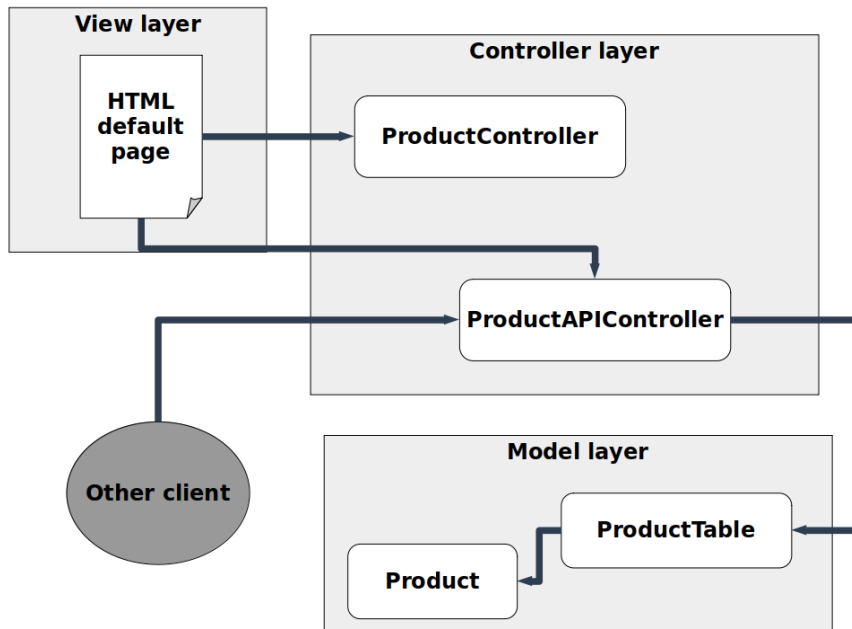 View layer
HTML
default
page
Controller layer
ProductController
ProductAPIController
Other client
Model layer
ProductTable
Product